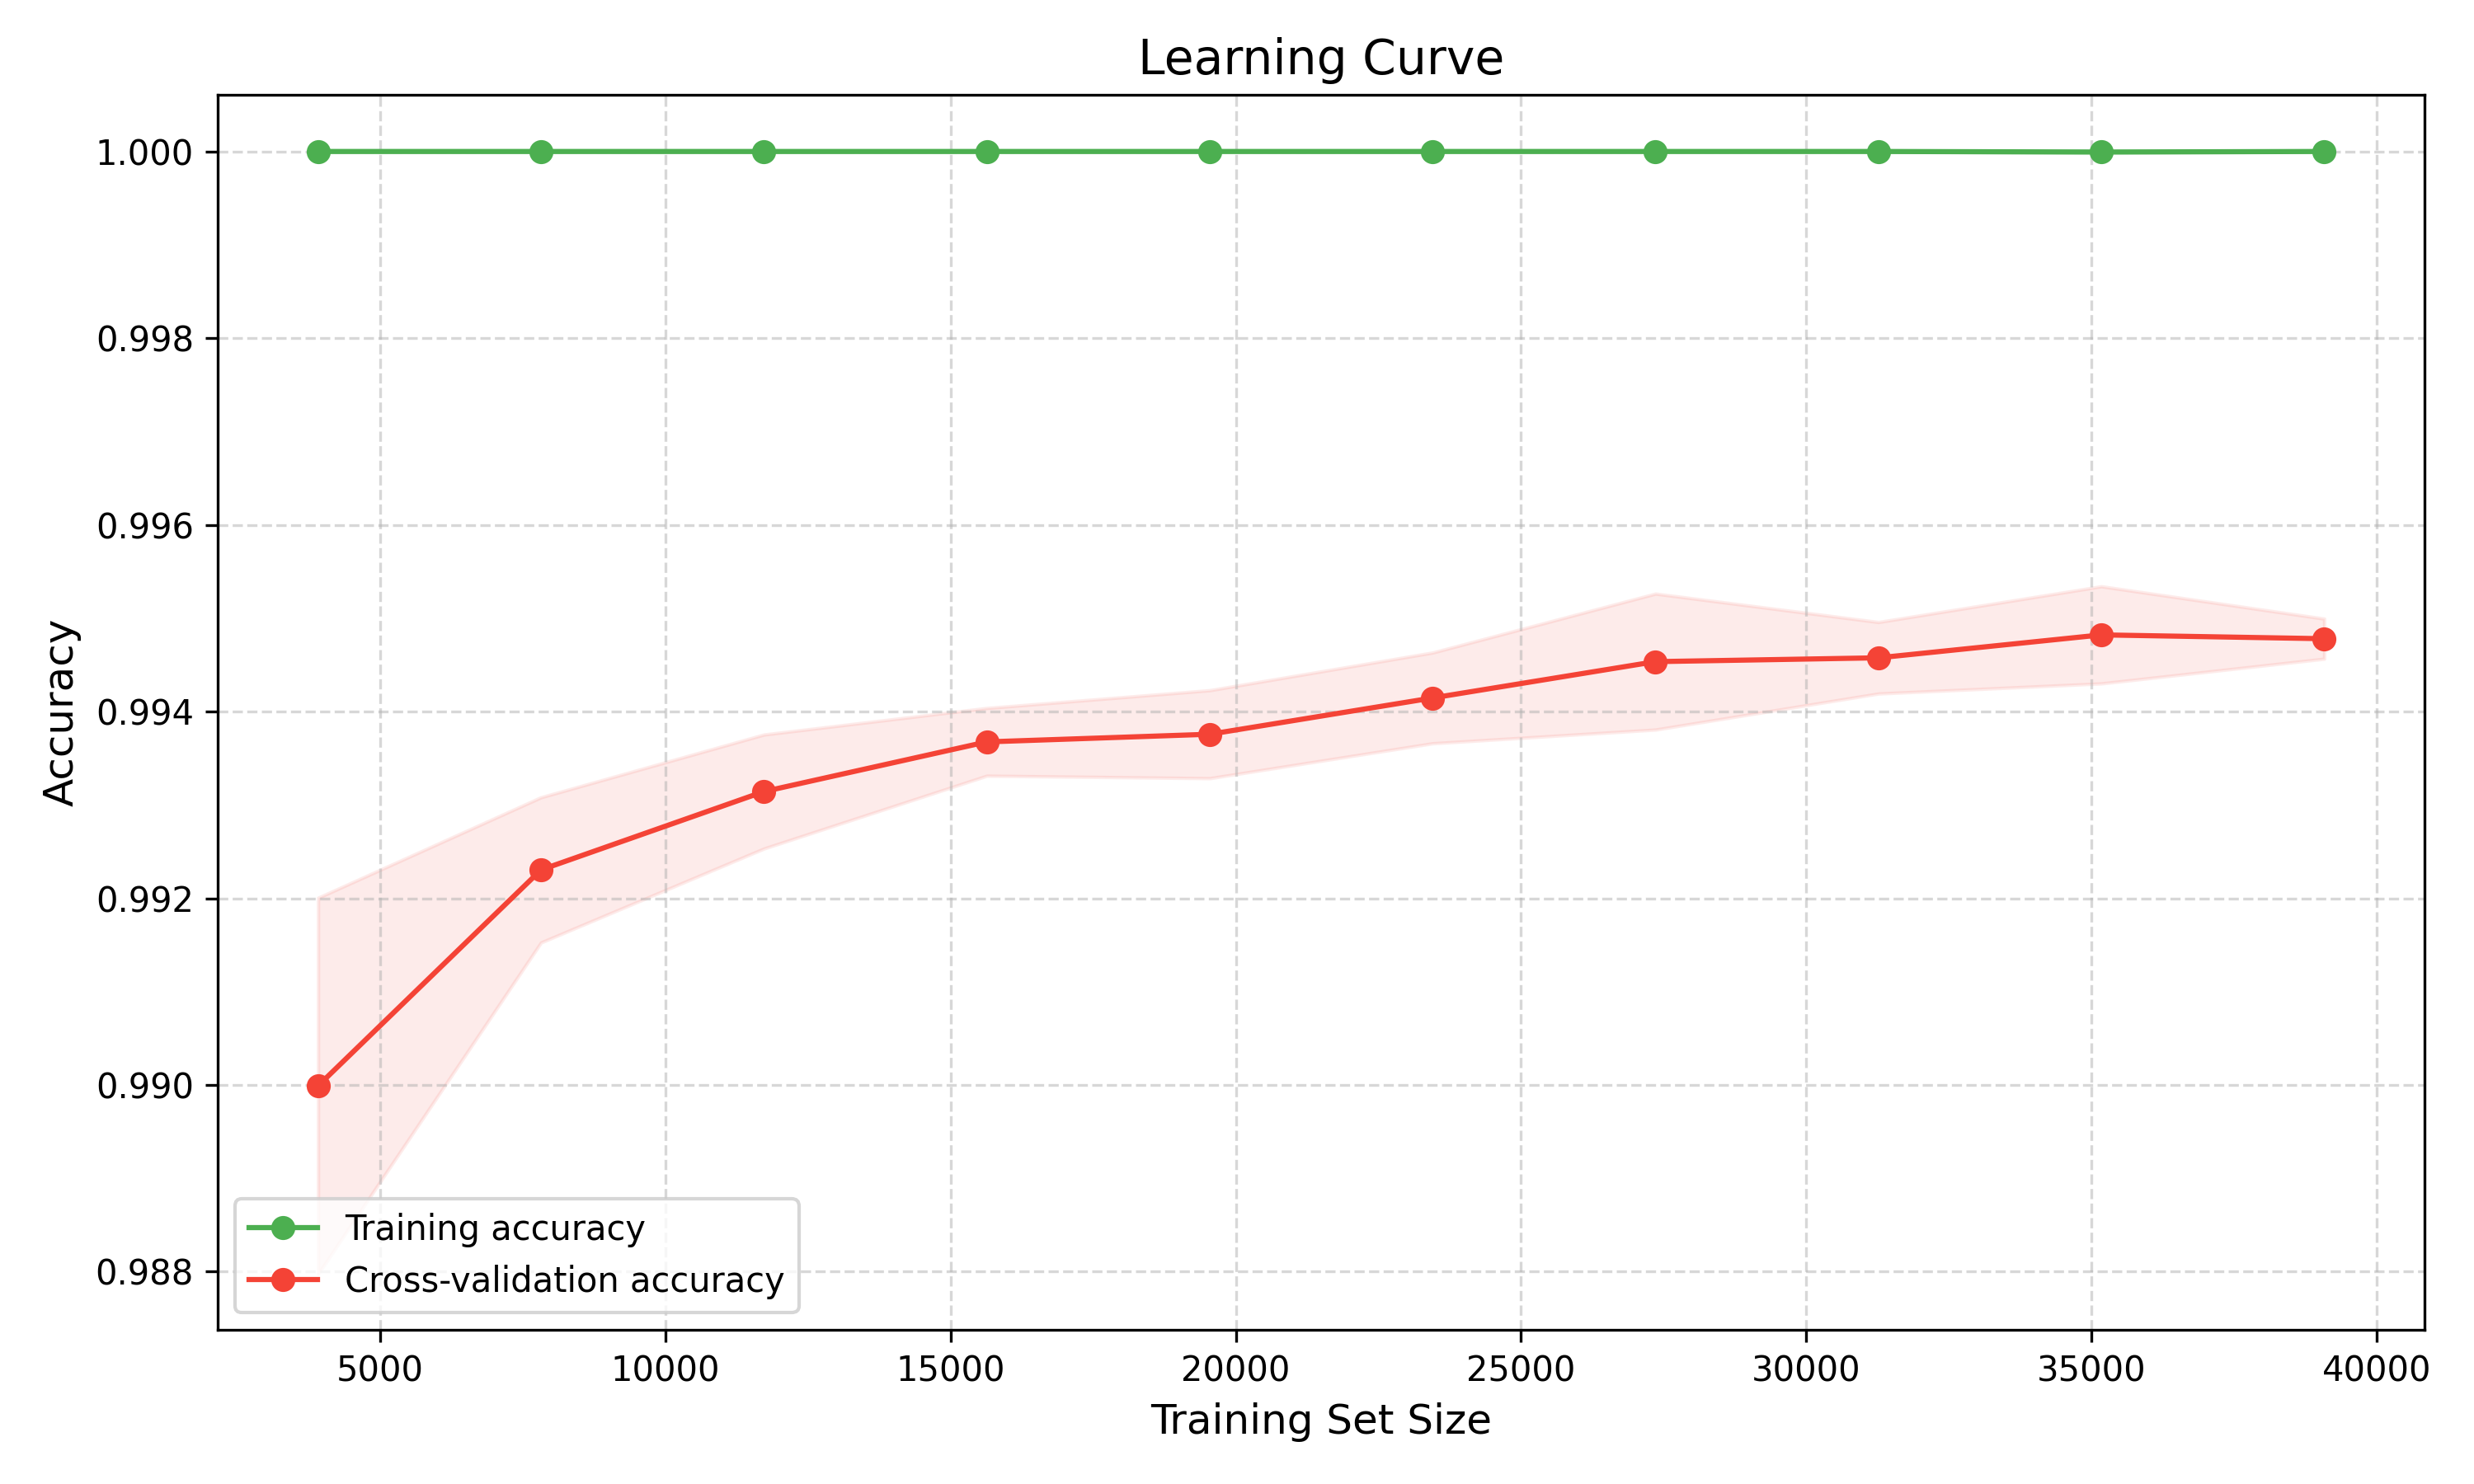 Learning Curve
1.000
0.998
0.996
0.994
0.992
0.990
0.988
Accuracy
Training accuracy
Cross-validation accuracy
5000 10000 15000 20000 25000 30000 35000 40000
Training Set Size